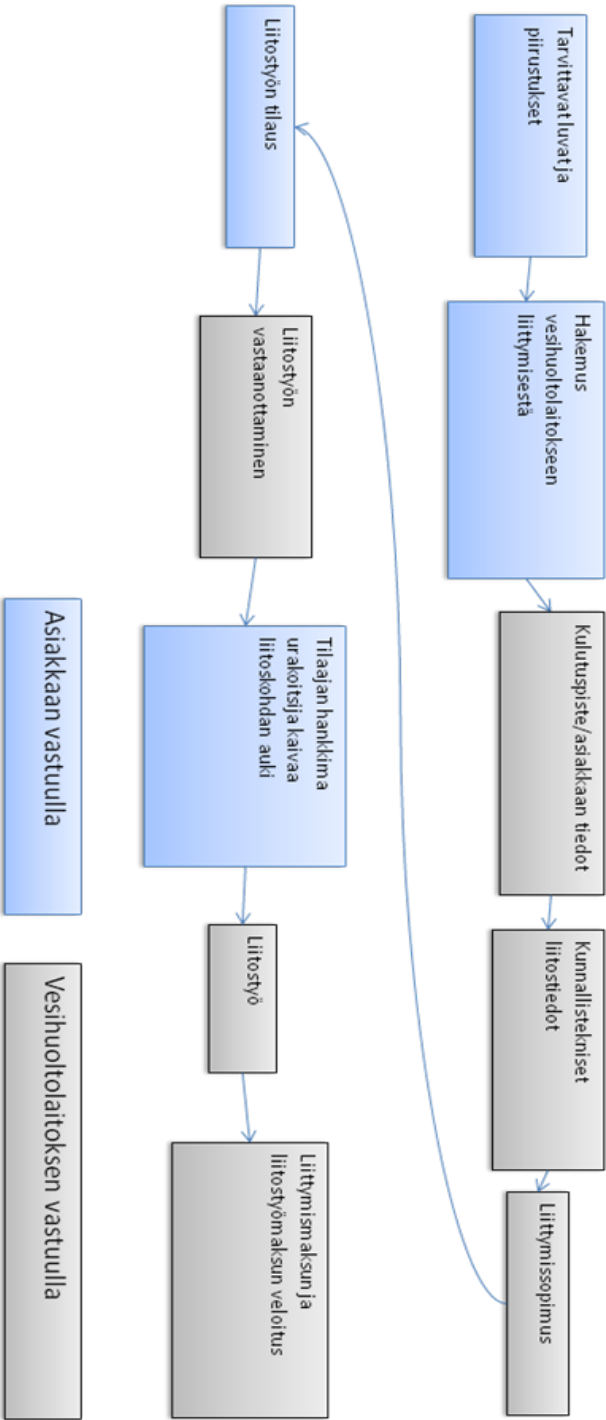 Tarvittavat luvat ja
piirustukset
Hakemus
vesihuoltolaitokseen
liittymisestä
Kulutuspiste/asiakkaan tiedot
Kunnallistekniset
liitostiedot
Liittymissopimus
Liitostyön tilaus
Liitostyön
vastaanottaminen
Tilaajan hankkima
urakoitsija kaivaa
liitoskohdan auki
Liitostyö
Liittymismaksun ja
liitostyömaksun veloitus
Asiakkaan vastuulla
Vesihuoltolaitoksen vastuulla